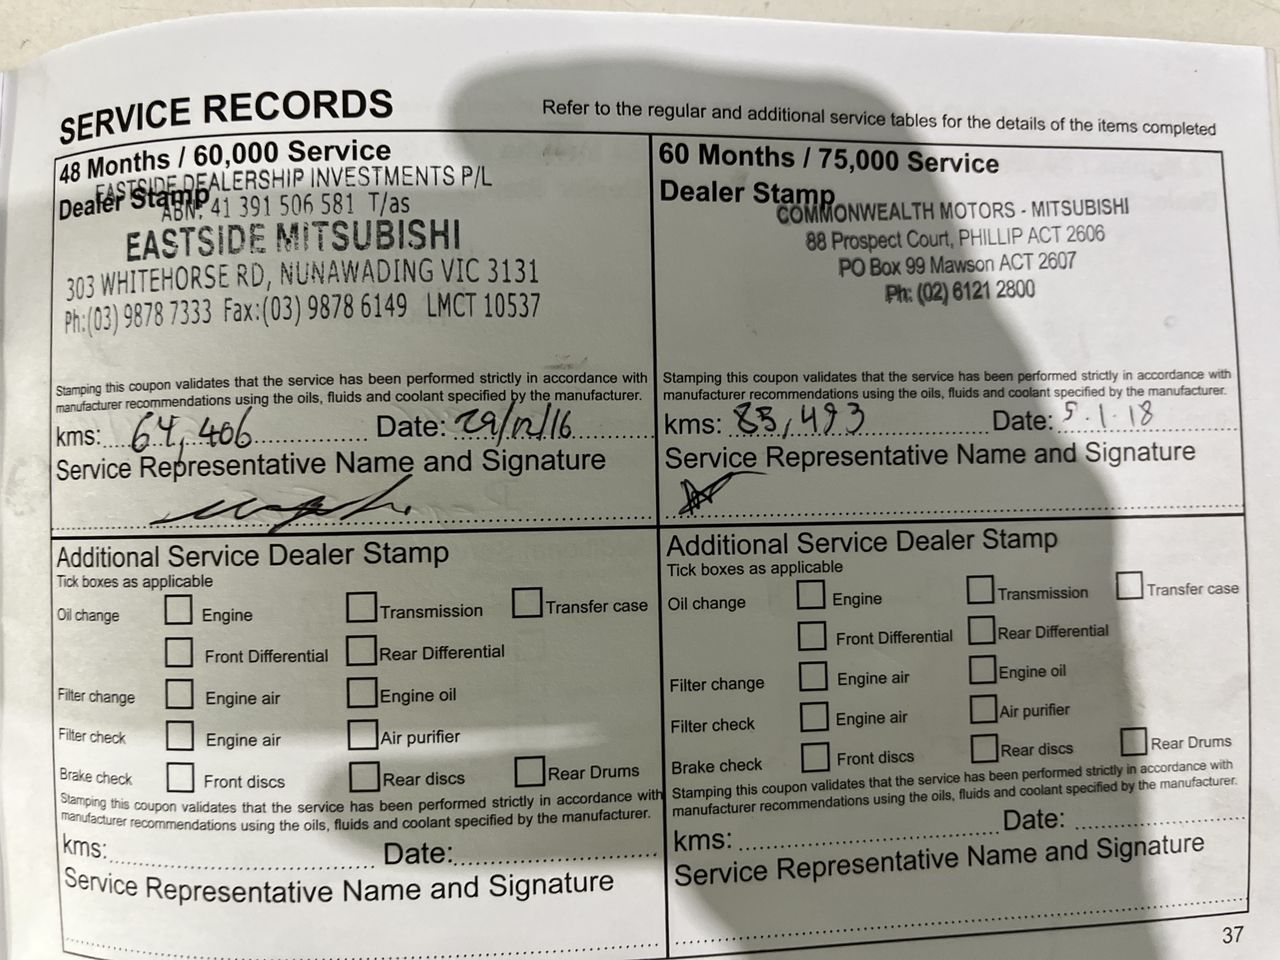 SERVICE RECORDS
Refer to the regular and additional service tables for the details of the items completed
48 Months / 60,000 Service
Dealer Stamp
EASTSIDE DEALERSHIP INVESTMENTS P/L
ABN: 41 391 506 581 T/as
EASTSIDE MITSUBISHI
303 WHITEHORSE RD, NUNAWADING VIC 3131
Ph:(03) 9878 7333 Fax:(03) 9878 6149 LMCT 10537
Stamping this coupon validates that the service has been performed strictly in accordance with
manufacturer recommendations using the oils, fluids and coolant specified by the manufacturer.
kms: 64,406 Date: 29/12/16
Service Representative Name and Signature
Additional Service Dealer Stamp
Tick boxes as applicable
Oil change Engine Transmission Transfer case
Front Differential Rear Differential
Filter change Engine air Engine oil
Filter check Engine air Air purifier
Brake check Front discs Rear discs Rear Drums
Stamping this coupon validates that the service has been performed strictly in accordance with
manufacturer recommendations using the oils, fluids and coolant specified by the manufacturer.
kms: Date:
Service Representative Name and Signature
60 Months / 75,000 Service
Dealer Stamp
COMMONWEALTH MOTORS - MITSUBISHI
88 Prospect Court, PHILLIP ACT 2606
PO Box 99 Mawson ACT 2607
Ph: (02) 6121 2800
Stamping this coupon validates that the service has been performed strictly in accordance with
manufacturer recommendations using the oils, fluids and coolant specified by the manufacturer.
kms: 83,493 Date: 5.1.18
Service Representative Name and Signature
Additional Service Dealer Stamp
Tick boxes as applicable
Oil change Engine Transmission Transfer case
Front Differential Rear Differential
Filter change Engine air Engine oil
Filter check Engine air Air purifier
Brake check Front discs Rear discs Rear Drums
Stamping this coupon validates that the service has been performed strictly in accordance with
manufacturer recommendations using the oils, fluids and coolant specified by the manufacturer.
kms: Date:
Service Representative Name and Signature
37